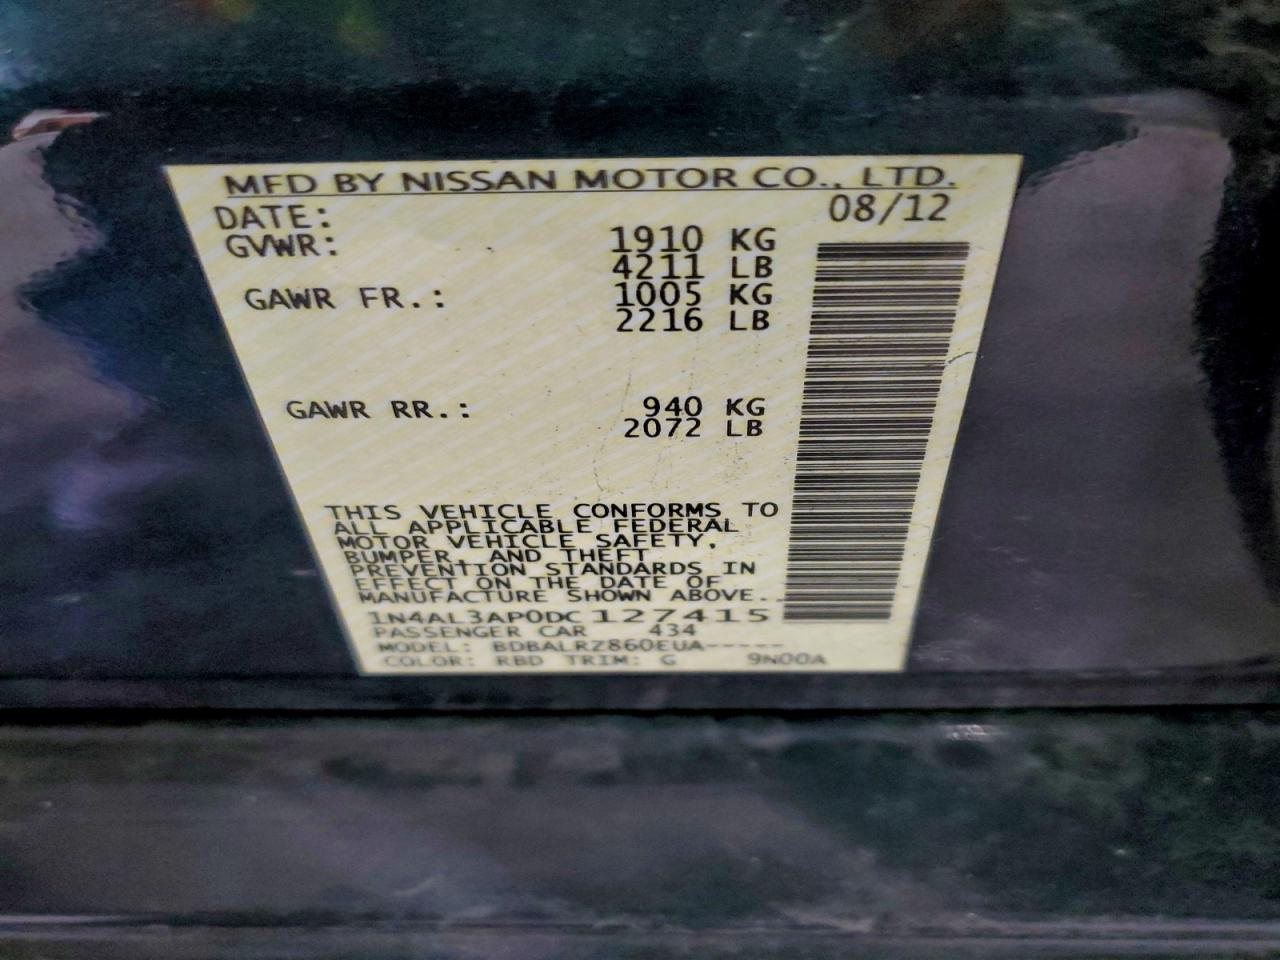 MFD BY NISSAN MOTOR CO., LTD.
DATE: 08/12
GVWR: 1910 KG
4211 LB
GAWR FR.: 1005 KG
2216 LB
GAWR RR.: 940 KG
2072 LB
THIS VEHICLE CONFORMS TO
ALL APPLICABLE FEDERAL
MOTOR VEHICLE SAFETY,
BUMPER, AND THEFT
PREVENTION STANDARDS IN
EFFECT ON THE DATE OF
MANUFACTURE SHOWN ABOVE.
1N4AL3AP0DC127415
PASSENGER CAR 434
MODEL: BDBALRZ860EUA-----
COLOR: RBD TRIM: G 9N00A